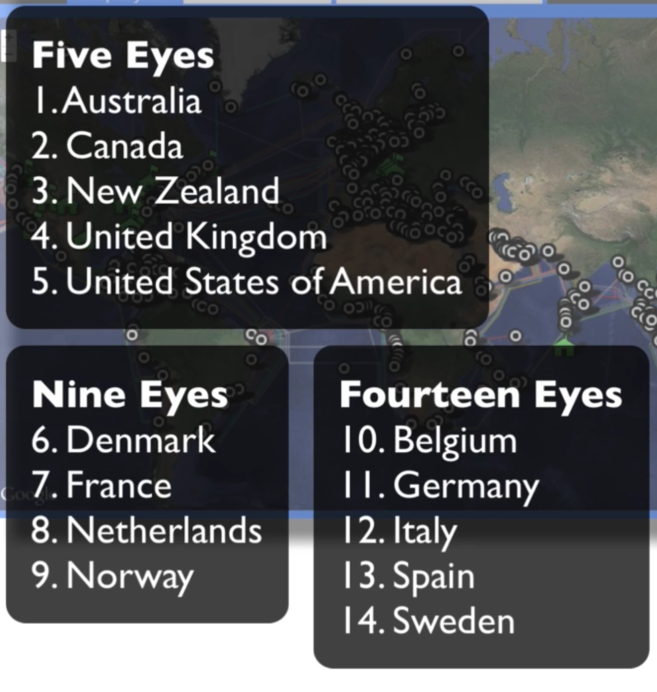 Five Eyes
1. Australia
2. Canada
3. New Zealand
4. United Kingdom
5. United States of America
Nine Eyes
6. Denmark
7. France
8. Netherlands
9. Norway
Fourteen Eyes
10. Belgium
11. Germany
12. Italy
13. Spain
14. Sweden